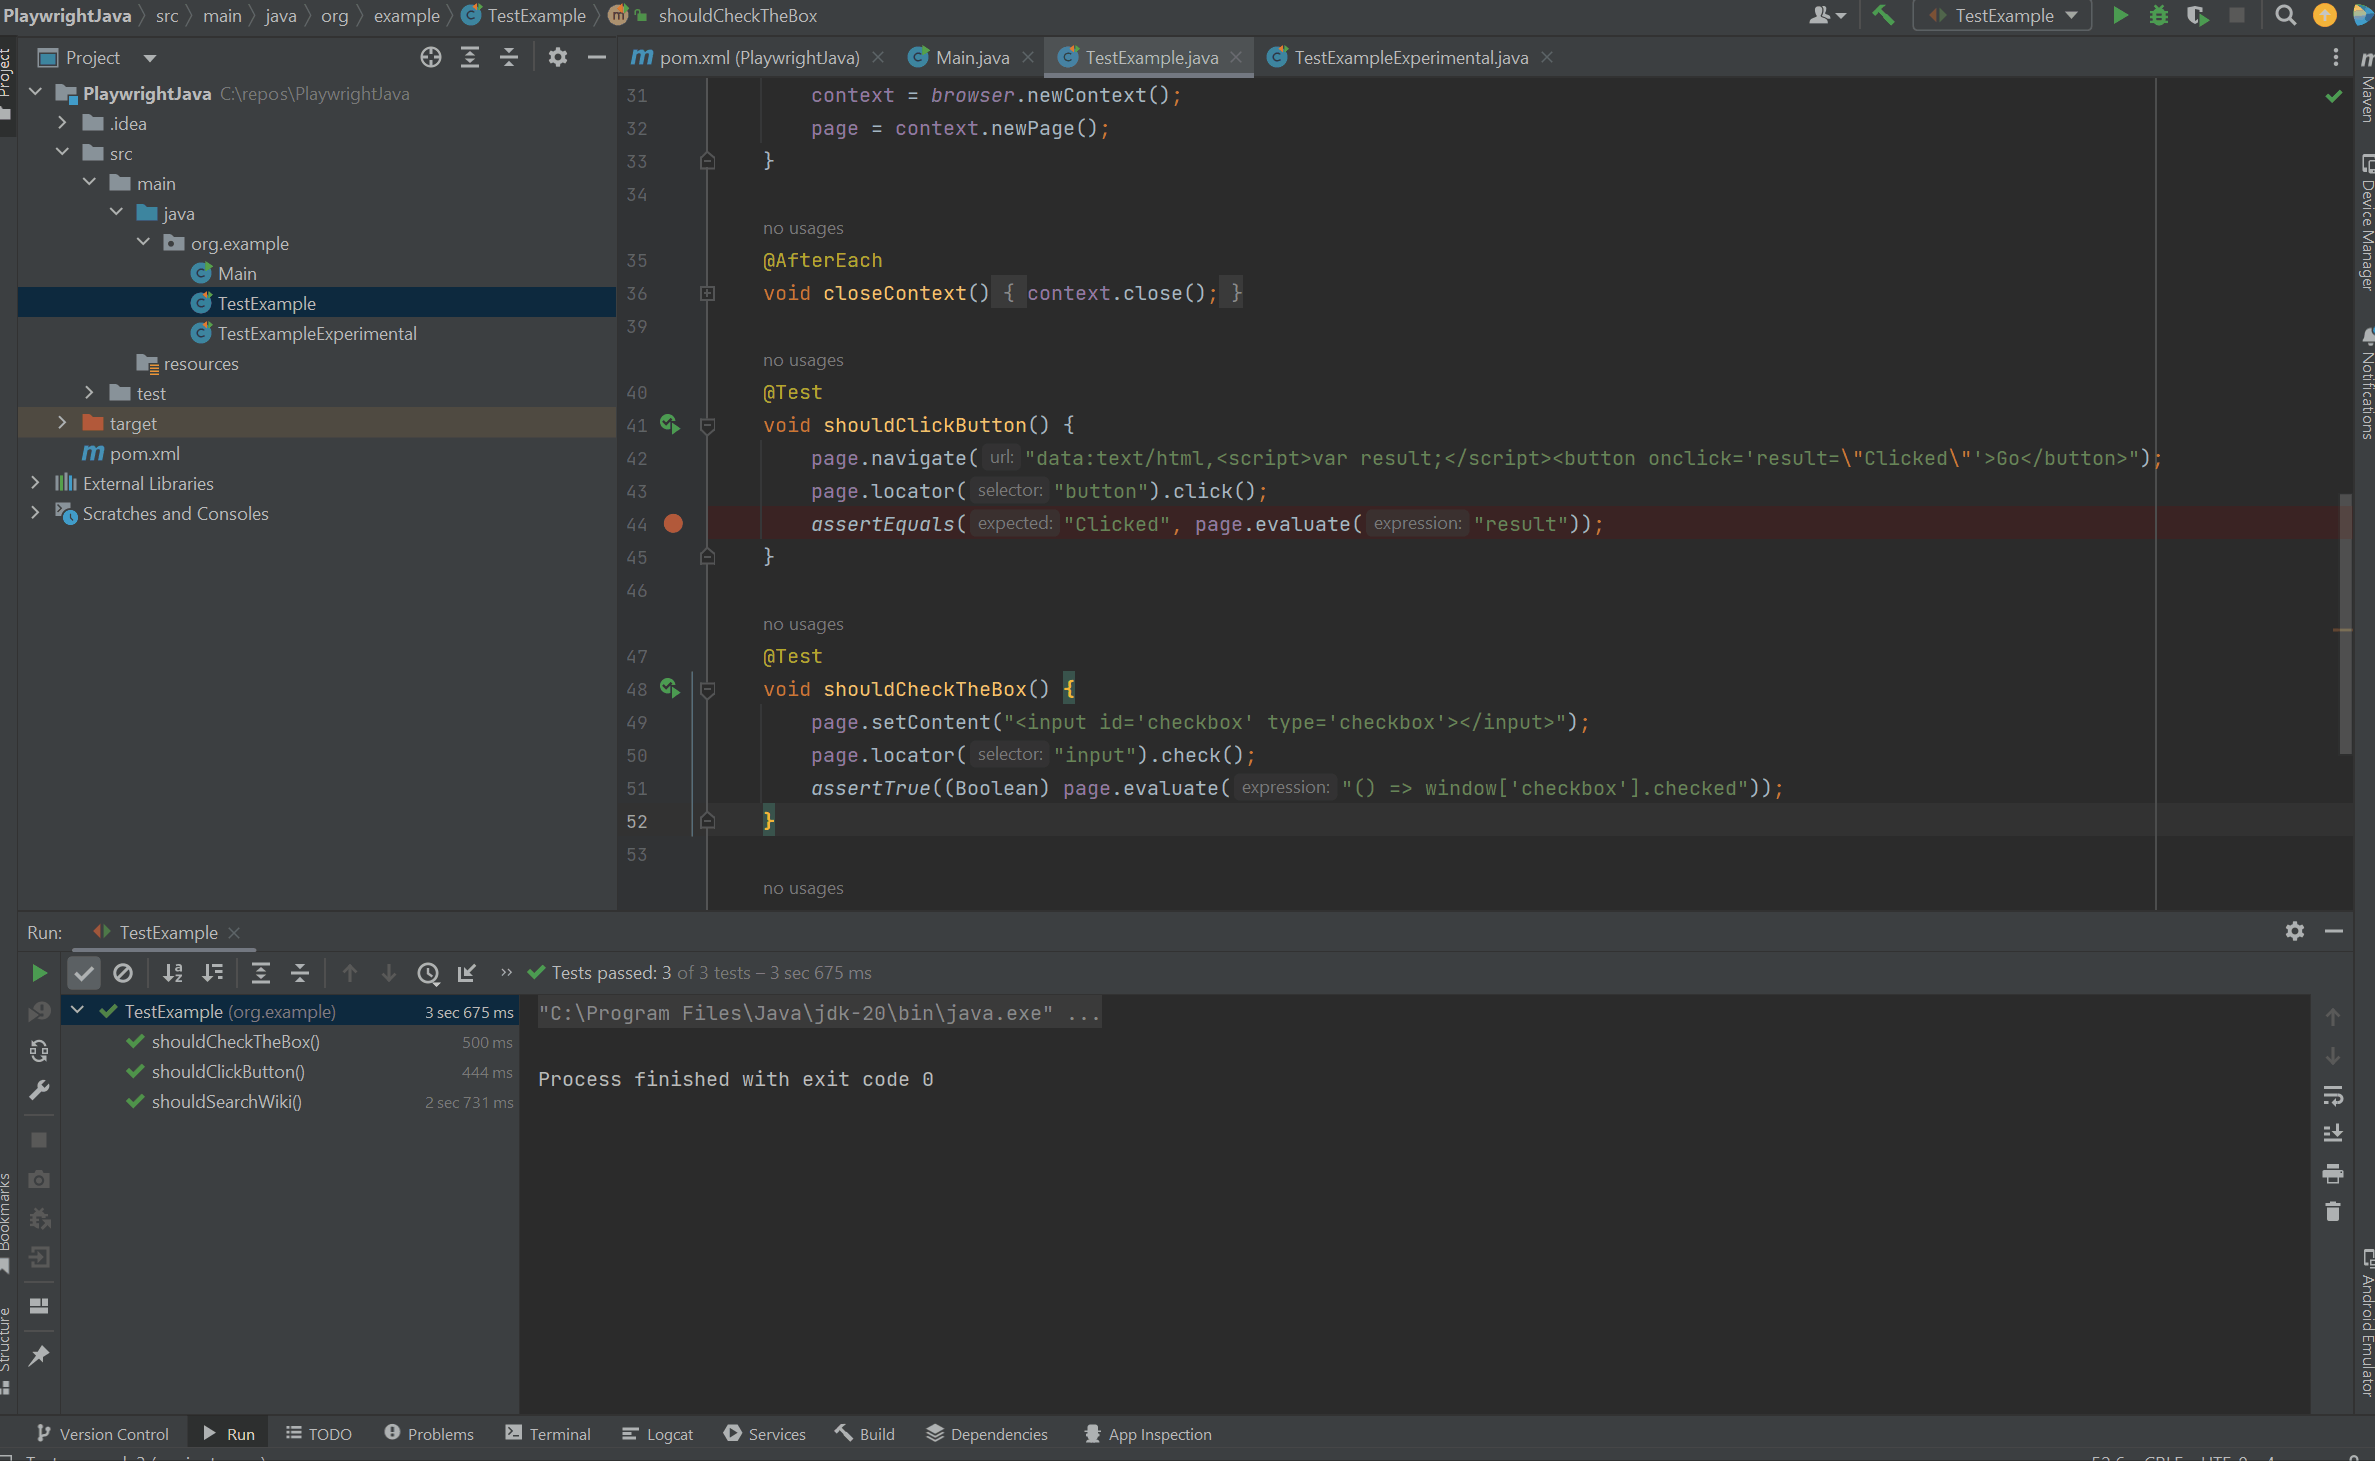 PlaywrightJava src main java org example TestExample shouldCheckTheBox
TestExample
Project
pom.xml (PlaywrightJava)
Main.java
TestExample.java
TestExampleExperimental.java
PlaywrightJava C:\repos\PlaywrightJava
.idea
src
main
java
org.example
Main
TestExample
TestExampleExperimental
resources
test
target
pom.xml
External Libraries
Scratches and Consoles
31 context = browser.newContext();
32 page = context.newPage();
33 }
34
no usages
35 @AfterEach
36 void closeContext() { context.close(); }
39
no usages
40 @Test
41 void shouldClickButton() {
42 page.navigate( url: "data:text/html,<script>var result;</script><button onclick='result=\"Clicked\"'>Go</button>");
43 page.locator( selector: "button").click();
44 assertEquals( expected: "Clicked", page.evaluate( expression: "result"));
45 }
46
no usages
47 @Test
48 void shouldCheckTheBox() {
49 page.setContent("<input id='checkbox' type='checkbox'></input>");
50 page.locator( selector: "input").check();
51 assertTrue((Boolean) page.evaluate( expression: "() => window['checkbox'].checked"));
52 }
53
no usages
Project
Bookmarks
Structure
Maven
Device Manager
Notifications
Android Emulator
Run: TestExample
Tests passed: 3 of 3 tests – 3 sec 675 ms
TestExample (org.example) 3 sec 675 ms
shouldCheckTheBox() 500 ms
shouldClickButton() 444 ms
shouldSearchWiki() 2 sec 731 ms
"C:\Program Files\Java\jdk-20\bin\java.exe" ...
Process finished with exit code 0
Version Control
Run
TODO
Problems
Terminal
Logcat
Services
Build
Dependencies
App Inspection